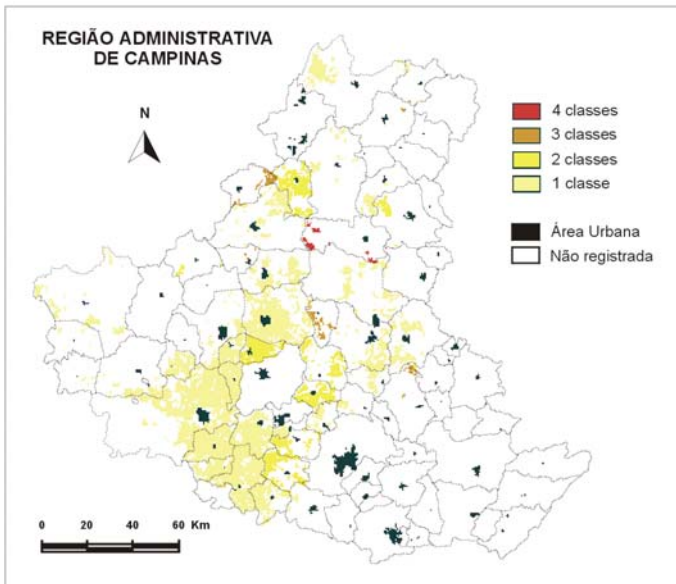 REGIÃO ADMINISTRATIVA
DE CAMPINAS
N
4 classes
3 classes
2 classes
1 classe
Área Urbana
Não registrada
0 20 40 60 Km